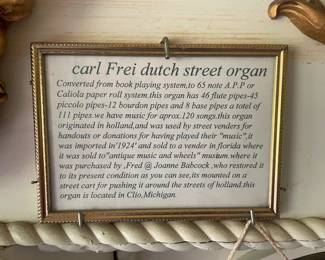 carl Frei dutch street organ
Converted from book playing system,to 65 note A.P.P or
Caliola paper roll system.this organ has 46 flute pipes-45
piccolo pipes-12 bourdon pipes and 8 base pipes a totel of
111 pipes.we have music for aprox.120 songs.this organ
originated in holland,and was used by street venders for
handouts or donations for having played their "music",it
was imported in'1924' and sold to a vender in,florida where
it was sold to"antique music and wheels" musium.where it
was purchased by ,Fred @ Joanne Babcock ,who restored it
to its present condition as you can see,its mounted on a
street cart for pushing it around the streets of holland.this
organ is located in Clio,Michigan.